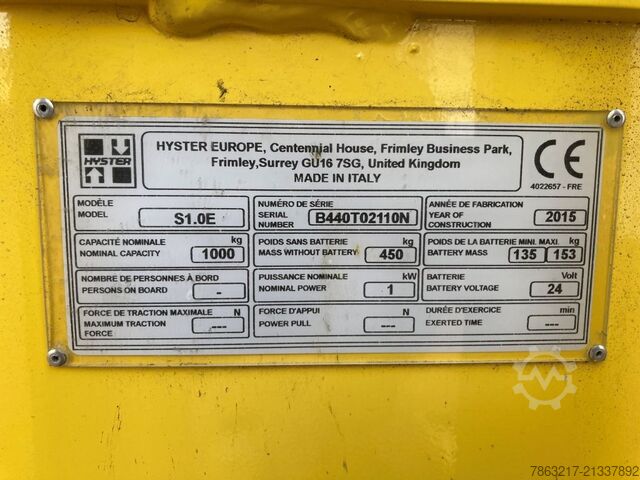 HYSTER
HYSTER EUROPE, Centennial House, Frimley Business Park,
Frimley,Surrey GU16 7SG, United Kingdom
MADE IN ITALY
CE
4022657 - FRE
MODÈLE
MODEL
S1.0E
NUMÉRO DE SÉRIE
SERIAL
NUMBER
B440T02110N
ANNÉE DE FABRICATION
YEAR OF
CONSTRUCTION
2015
CAPACITÉ NOMINALE kg
NOMINAL CAPACITY 1000
POIDS SANS BATTERIE kg
MASS WITHOUT BATTERY 450
POIDS DE LA BATTERIE MINI. MAXI. kg
BATTERY MASS 135 153
NOMBRE DE PERSONNES À BORD
PERSONS ON BOARD -
PUISSANCE NOMINALE kW
NOMINAL POWER 1
BATTERIE Volt
BATTERY VOLTAGE 24
FORCE DE TRACTION MAXIMALE N
MAXIMUM TRACTION
FORCE ---
FORCE D'APPUI N
POWER PULL ---
DURÉE D'EXERCICE min
EXERTED TIME ---
7863217-21337892